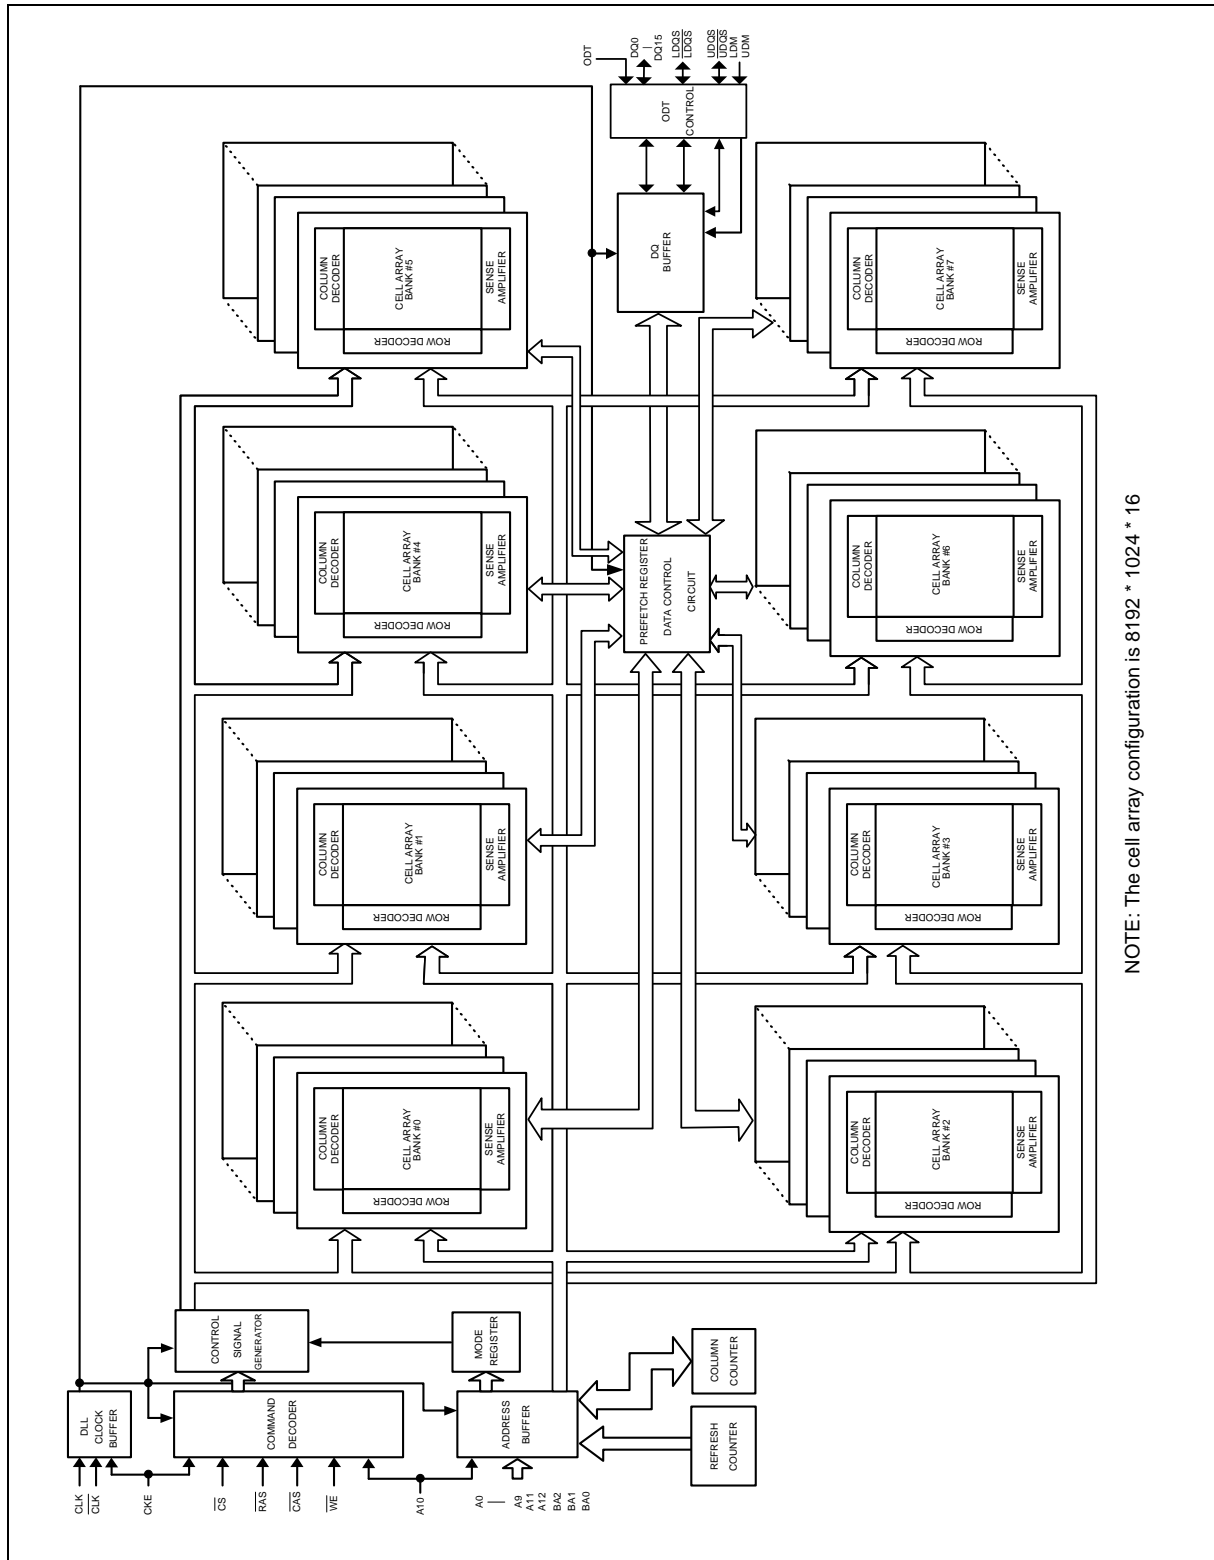 CLK
CLK
CKE
CS
RAS
CAS
WE
A10
A0
A9
A11
A12
BA2
BA1
BA0
DLL
CLOCK
BUFFER
COMMAND
DECODER
ADDRESS
BUFFER
REFRESH
COUNTER
COLUMN
COUNTER
CONTROL
SIGNAL
GENERATOR
MODE
REGISTER
COLUMN
DECODER
CELL ARRAY
BANK #0
SENSE
AMPLIFIER
ROW DECODER
COLUMN
DECODER
CELL ARRAY
BANK #1
SENSE
AMPLIFIER
ROW DECODER
COLUMN
DECODER
CELL ARRAY
BANK #4
SENSE
AMPLIFIER
ROW DECODER
COLUMN
DECODER
CELL ARRAY
BANK #5
SENSE
AMPLIFIER
ROW DECODER
COLUMN
DECODER
CELL ARRAY
BANK #2
SENSE
AMPLIFIER
ROW DECODER
COLUMN
DECODER
CELL ARRAY
BANK #3
SENSE
AMPLIFIER
ROW DECODER
COLUMN
DECODER
CELL ARRAY
BANK #6
SENSE
AMPLIFIER
ROW DECODER
COLUMN
DECODER
CELL ARRAY
BANK #7
SENSE
AMPLIFIER
ROW DECODER
PREFETCH REGISTER
DATA CONTROL
CIRCUIT
DQ
BUFFER
ODT
CONTROL
ODT
DQ0
DQ15
LDQS
LDQS
UDQS
UDQS
LDM
UDM
NOTE: The cell array configuration is 8192 * 1024 * 16